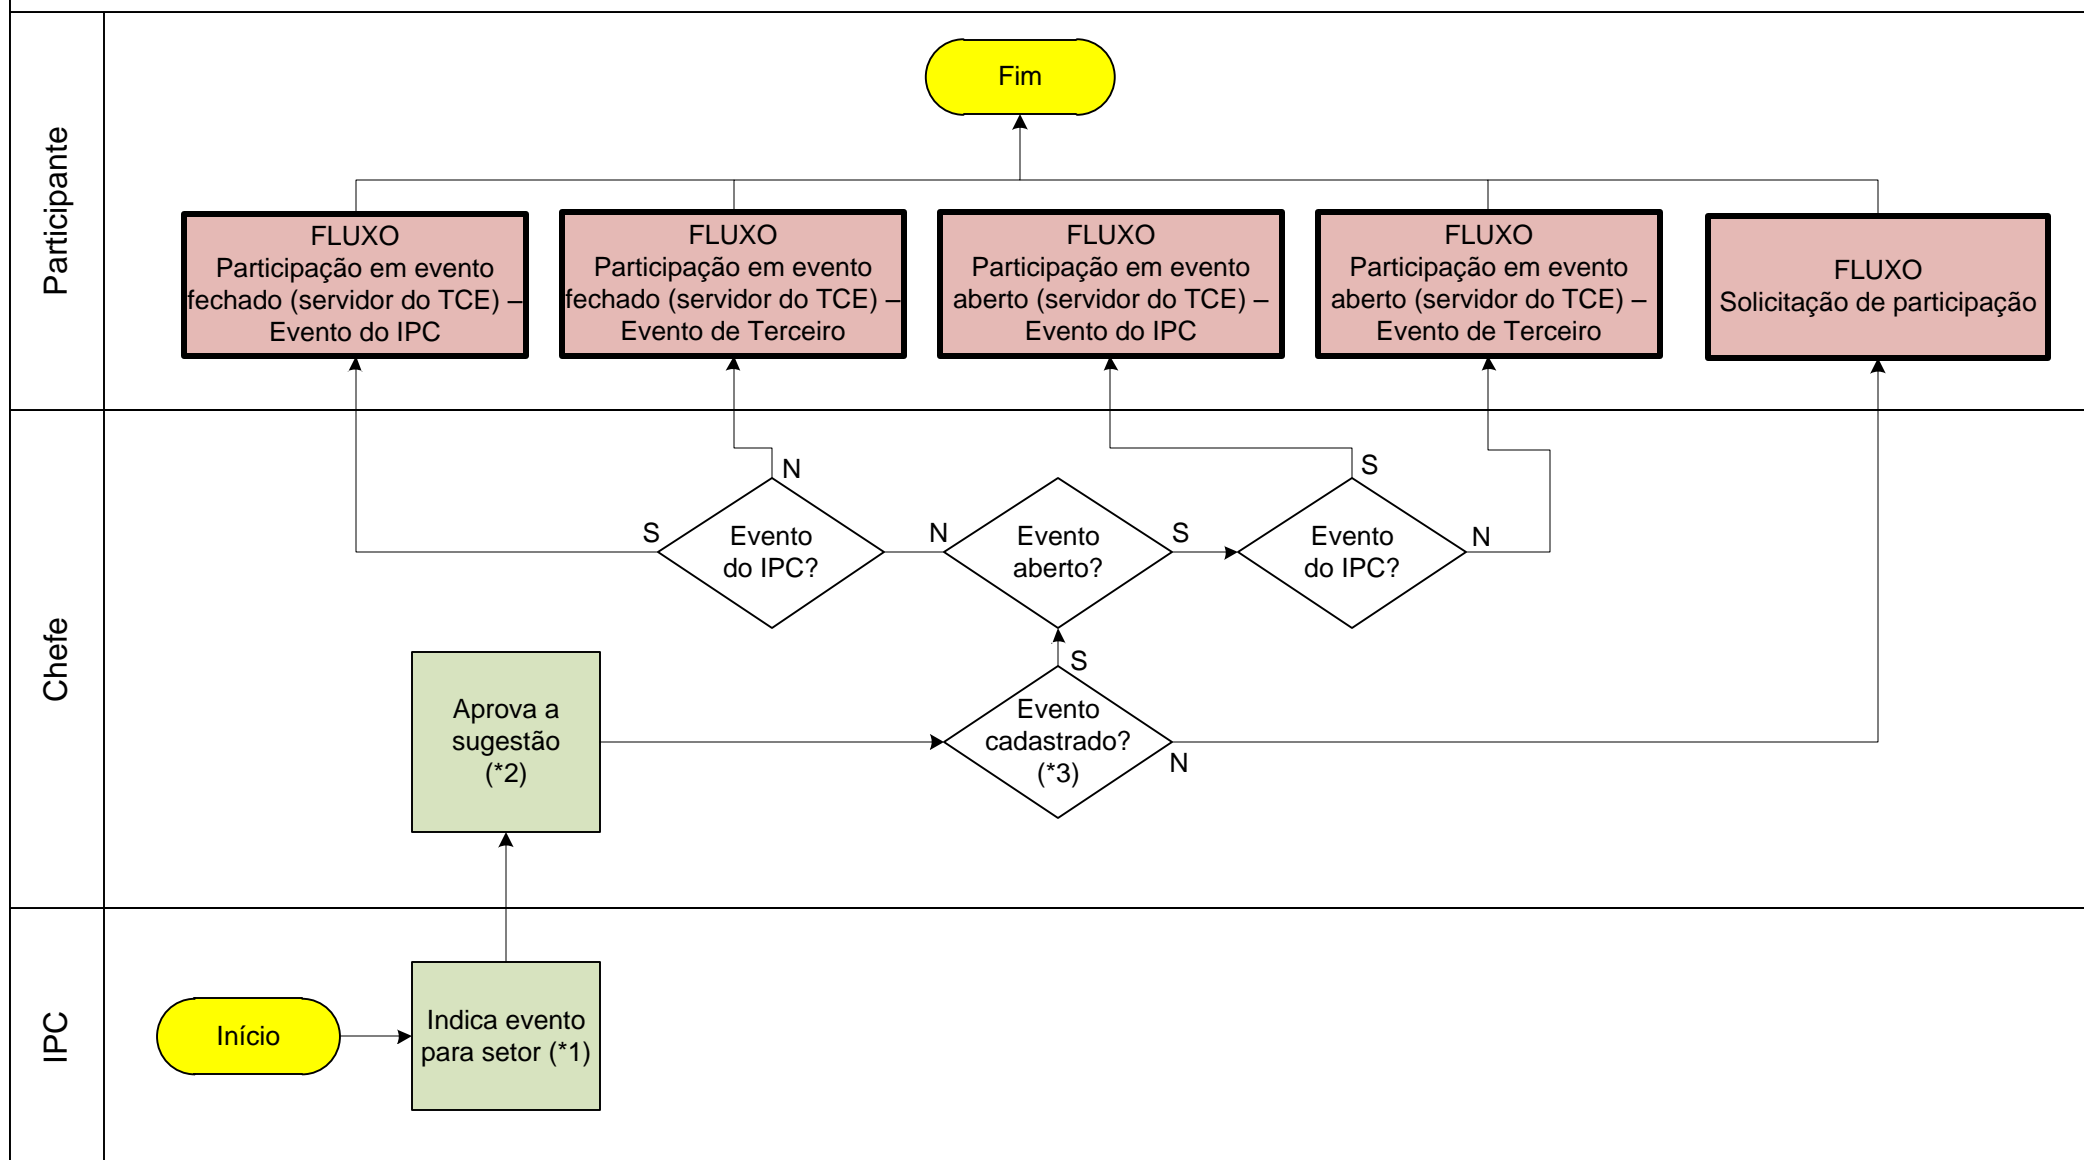 Participante
Fim
FLUXO
Participação em evento
fechado (servidor do TCE) –
Evento do IPC
FLUXO
Participação em evento
fechado (servidor do TCE) –
Evento de Terceiro
FLUXO
Participação em evento
aberto (servidor do TCE) –
Evento do IPC
FLUXO
Participação em evento
aberto (servidor do TCE) –
Evento de Terceiro
FLUXO
Solicitação de participação
Chefe
S
Evento
do IPC?
N
N
Evento
aberto?
S
Evento
do IPC?
S
N
Aprova a
sugestão
(*2)
S
Evento
cadastrado?
(*3)
N
IPC
Início
Indica evento
para setor (*1)